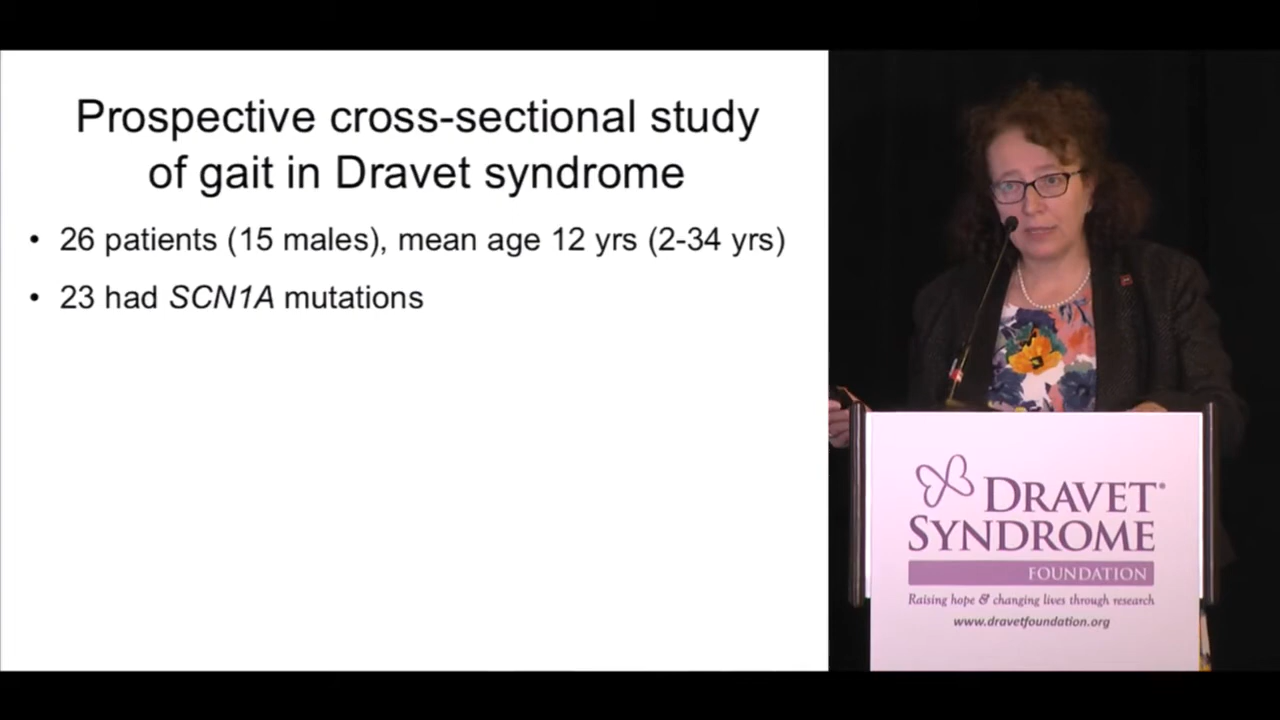 Prospective cross-sectional study
of gait in Dravet syndrome
• 26 patients (15 males), mean age 12 yrs (2-34 yrs)
• 23 had SCN1A mutations
DRAVET®
SYNDROME
FOUNDATION
Raising hope & changing lives through research
www.dravetfoundation.org